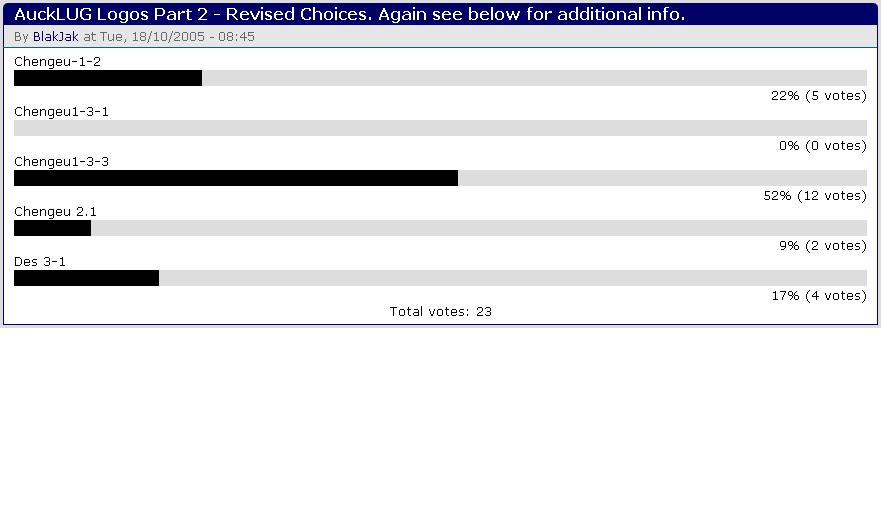 AuckLUG Logos Part 2 - Revised Choices. Again see below for additional info.
By BlakJak at Tue, 18/10/2005 - 08:45
Chengeu-1-2
22% (5 votes)
Chengeu1-3-1
0% (0 votes)
Chengeu1-3-3
52% (12 votes)
Chengeu 2.1
9% (2 votes)
Des 3-1
17% (4 votes)
Total votes: 23